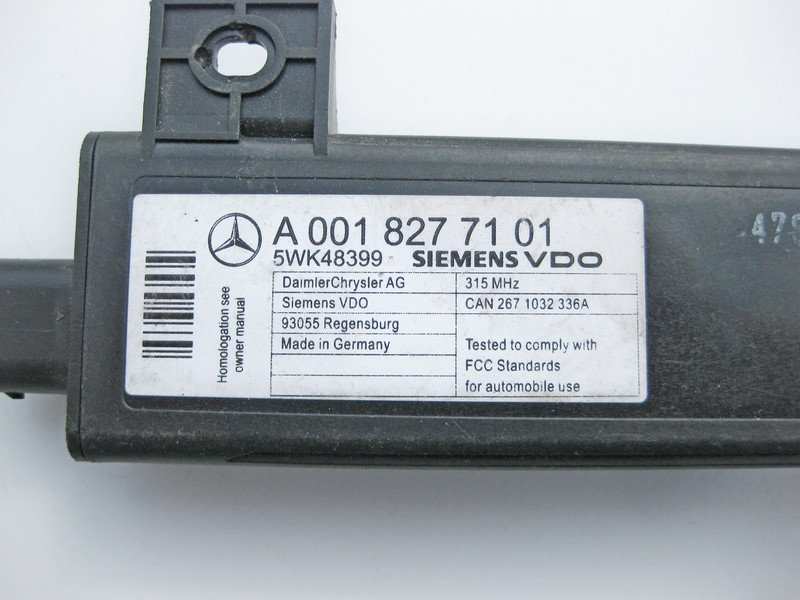 A 001 827 71 01
5WK48399 SIEMENS VDO
DaimlerChrysler AG
315 MHz
Siemens VDO
CAN 267 1032 336A
93055 Regensburg
Made in Germany
Tested to comply with
FCC Standards
for automobile use
Homologation see
owner manual